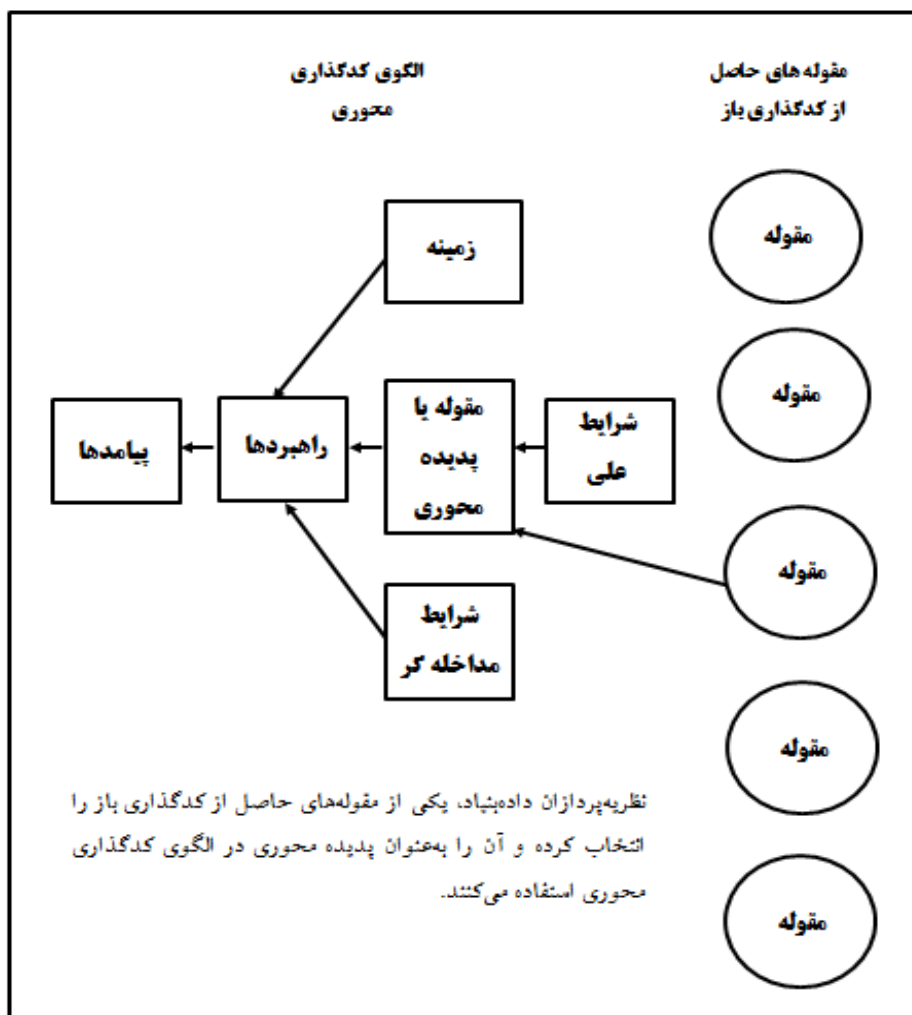 مقوله های حاصل
از کدگذاری باز
الگوی کدگذاری
محوری
مقوله
مقوله
مقوله
مقوله
مقوله
زمینه
شرایط
علی
مقوله یا
پدیده
محوری
راهبردها
پیامدها
شرایط
مداخله گر
نظریه‌پردازان داده‌بنیاد، یکی از مقوله‌های حاصل از کدگذاری باز را
انتخاب کرده و آن را به‌عنوان پدیده محوری در الگوی کدگذاری
محوری استفاده می‌کنند.